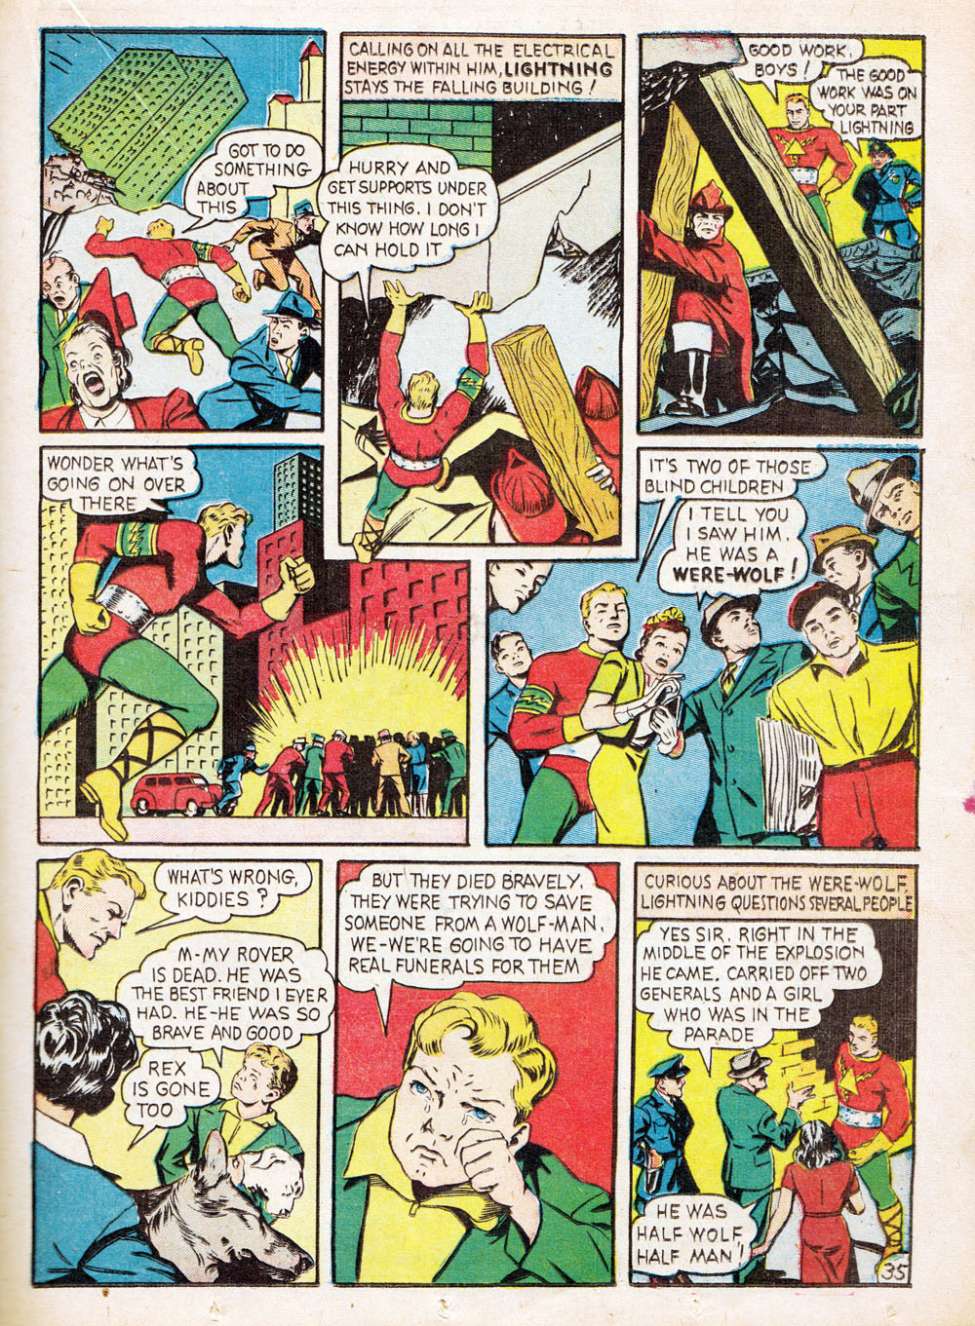 GOT TO DO
SOMETHING
ABOUT
THIS
CALLING ON ALL THE ELECTRICAL
ENERGY WITHIN HIM, LIGHTNING
STAYS THE FALLING BUILDING!
HURRY AND
GET SUPPORTS UNDER
THIS THING. I DON'T
KNOW HOW LONG I
CAN HOLD IT
GOOD WORK,
BOYS!
THE GOOD
WORK WAS ON
YOUR PART
LIGHTNING
WONDER WHAT'S
GOING ON OVER
THERE
IT'S TWO OF THOSE
BLIND CHILDREN
I TELL YOU
I SAW HIM.
HE WAS A
WERE-WOLF!
WHAT'S WRONG,
KIDDIES?
M-MY ROVER
IS DEAD. HE WAS
THE BEST FRIEND I EVER
HAD. HE-HE WAS SO
BRAVE AND GOOD
REX
IS GONE
TOO
BUT THEY DIED BRAVELY.
THEY WERE TRYING TO SAVE
SOMEONE FROM A WOLF-MAN.
WE-WE'RE GOING TO HAVE
REAL FUNERALS FOR THEM
CURIOUS ABOUT THE WERE-WOLF,
LIGHTNING QUESTIONS SEVERAL PEOPLE
YES SIR, RIGHT IN THE
MIDDLE OF THE EXPLOSION
HE CAME. CARRIED OFF TWO
GENERALS AND A GIRL
WHO WAS IN THE
PARADE
HE WAS
HALF WOLF,
HALF MAN!
35